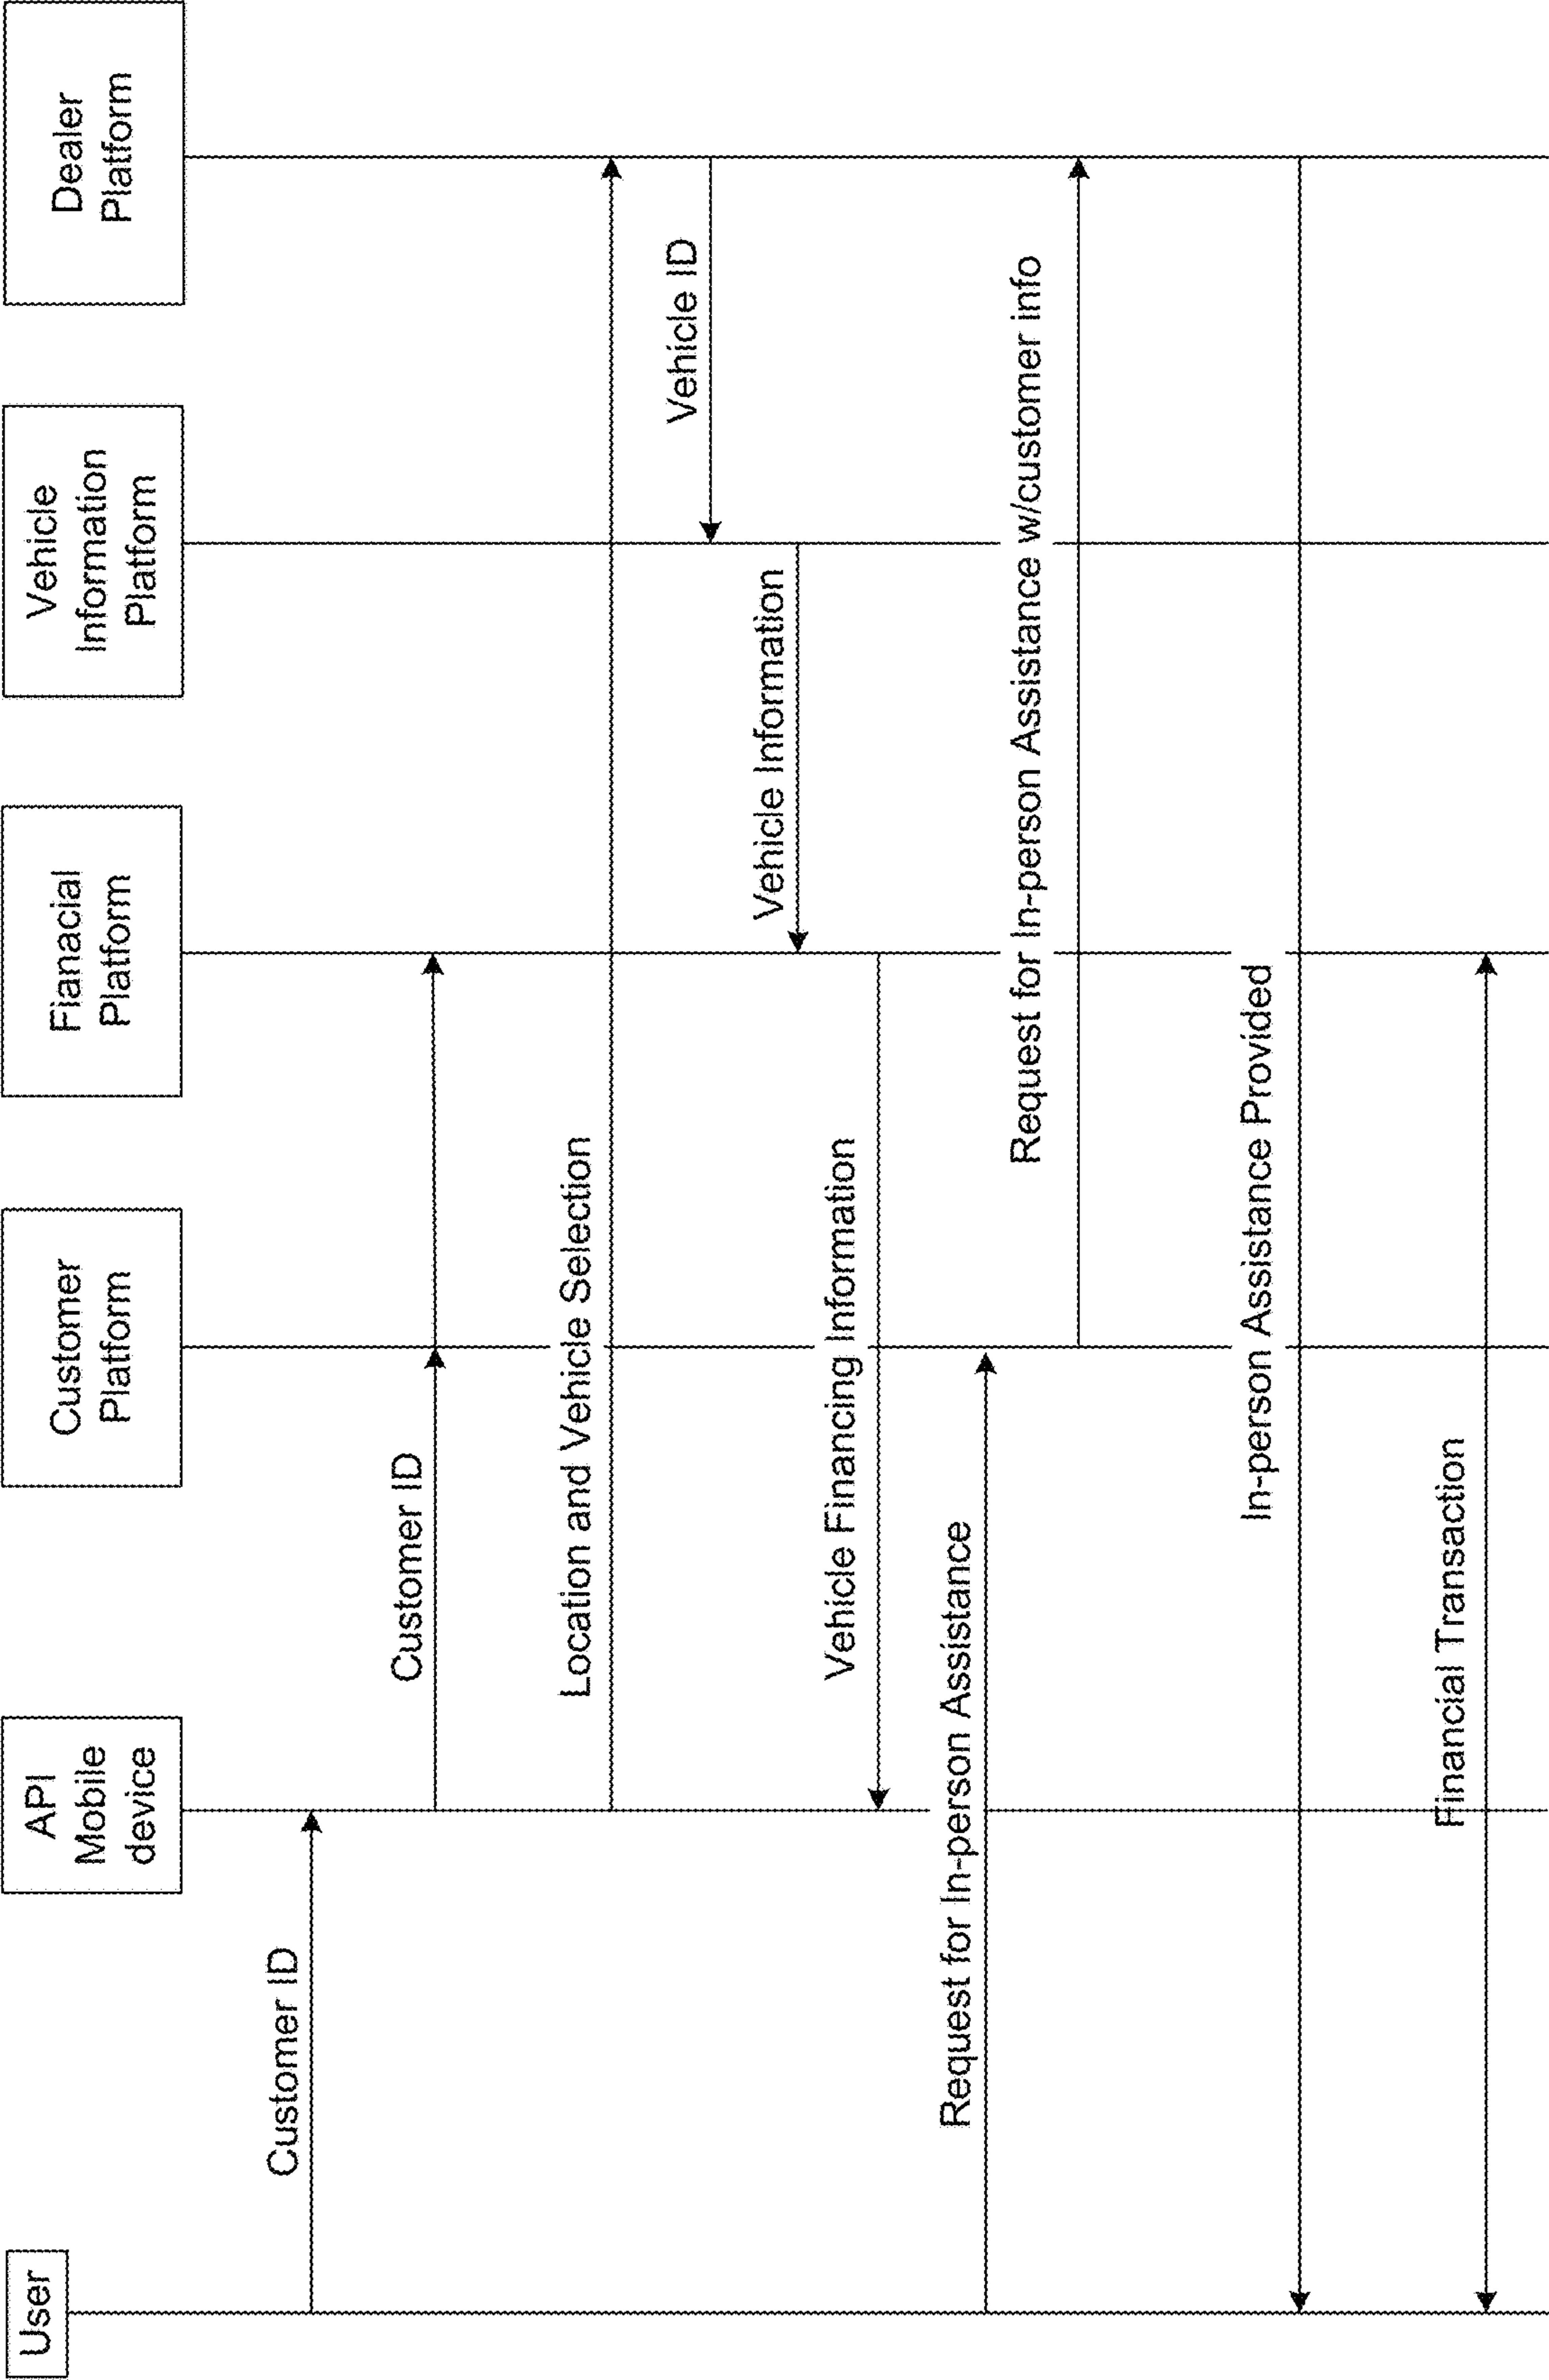 User
API
Mobile
device
Customer
Platform
Fianacial
Platform
Vehicle
Information
Platform
Dealer
Platform
Customer ID
Customer ID
Location and Vehicle Selection
Vehicle ID
Vehicle Information
Vehicle Financing Information
Request for In-person Assistance
Request for In-person Assistance w/customer info
In-person Assistance Provided
Financial Transaction